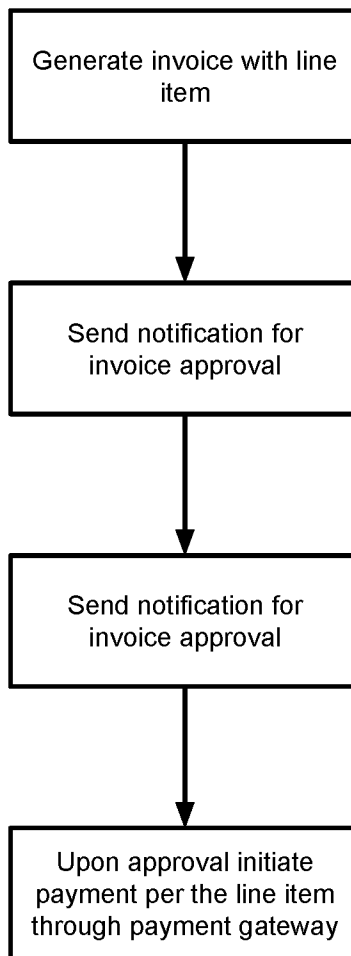 Generate invoice with line
item
Send notification for
invoice approval
Send notification for
invoice approval
Upon approval initiate
payment per the line item
through payment gateway